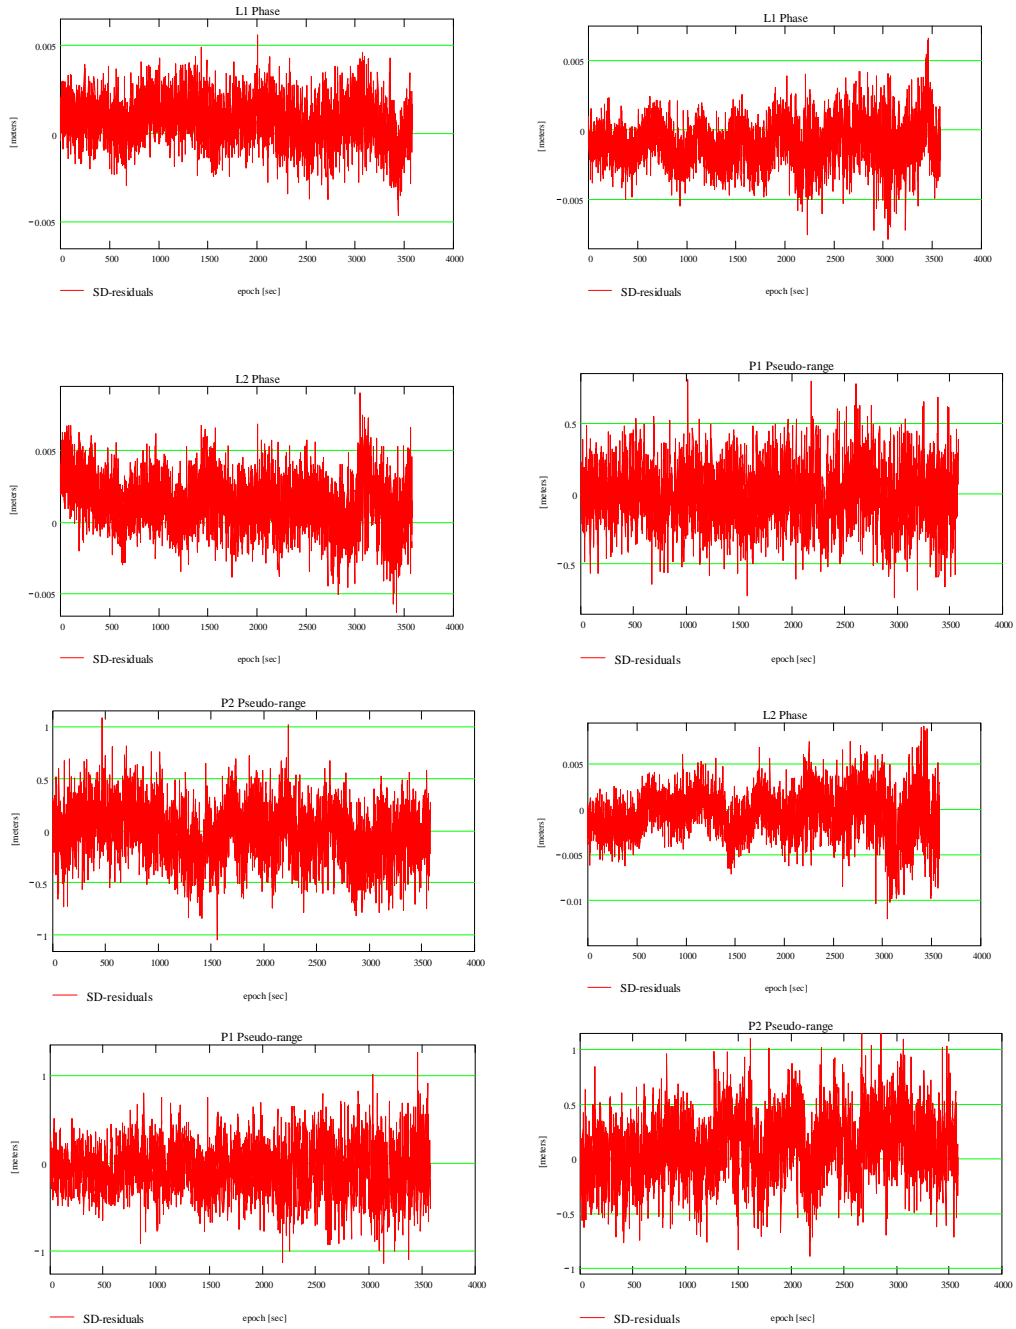 L1 Phase
0.005
0
−0.005
[meters]
0 500 1000 1500 2000 2500 3000 3500 4000
SD-residuals epoch [sec]
L1 Phase
0.005
0
−0.005
[meters]
0 500 1000 1500 2000 2500 3000 3500 4000
SD-residuals epoch [sec]
L2 Phase
0.005
0
−0.005
[meters]
0 500 1000 1500 2000 2500 3000 3500 4000
SD-residuals epoch [sec]
P1 Pseudo-range
0.5
0
−0.5
[meters]
0 500 1000 1500 2000 2500 3000 3500 4000
SD-residuals epoch [sec]
P2 Pseudo-range
1
0.5
0
−0.5
−1
[meters]
0 500 1000 1500 2000 2500 3000 3500 4000
SD-residuals epoch [sec]
L2 Phase
0.005
0
−0.005
−0.01
[meters]
0 500 1000 1500 2000 2500 3000 3500 4000
SD-residuals epoch [sec]
P1 Pseudo-range
1
0
−1
[meters]
0 500 1000 1500 2000 2500 3000 3500 4000
SD-residuals epoch [sec]
P2 Pseudo-range
1
0.5
0
−0.5
−1
[meters]
0 500 1000 1500 2000 2500 3000 3500 4000
SD-residuals epoch [sec]